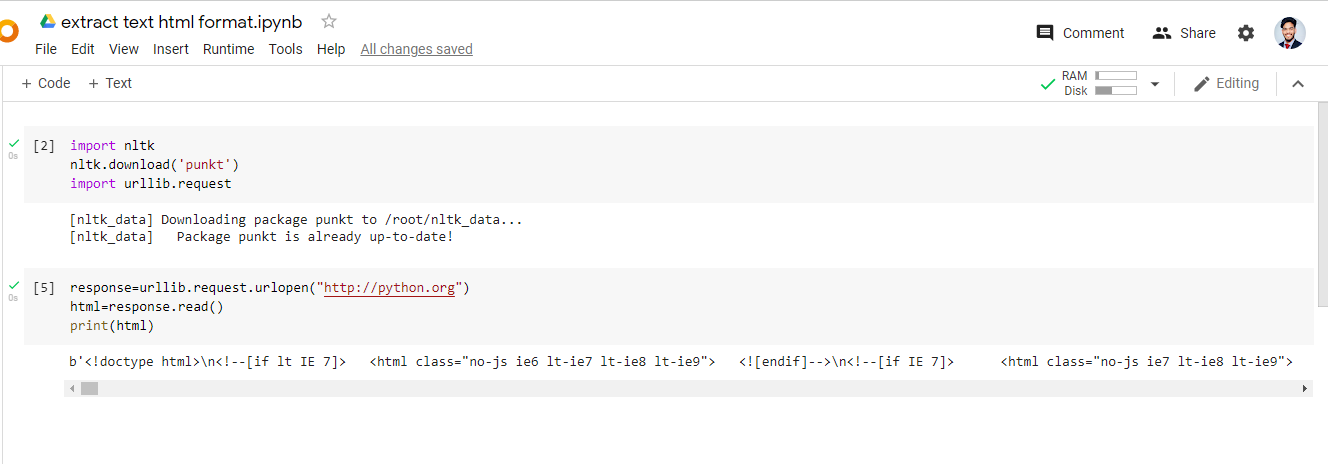 extract text html format.ipynb
File Edit View Insert Runtime Tools Help All changes saved
Comment Share
+ Code + Text
RAM
Disk
Editing
[2] import nltk
0s
nltk.download('punkt')
import urllib.request
[nltk_data] Downloading package punkt to /root/nltk_data...
[nltk_data]   Package punkt is already up-to-date!
[5] response=urllib.request.urlopen("http://python.org")
0s
html=response.read()
print(html)
b'<!doctype html>\n<!--[if lt IE 7]>   <html class="no-js ie6 lt-ie7 lt-ie8 lt-ie9">   <![endif]-->\n<!--[if IE 7]>      <html class="no-js ie7 lt-ie8 lt-ie9">